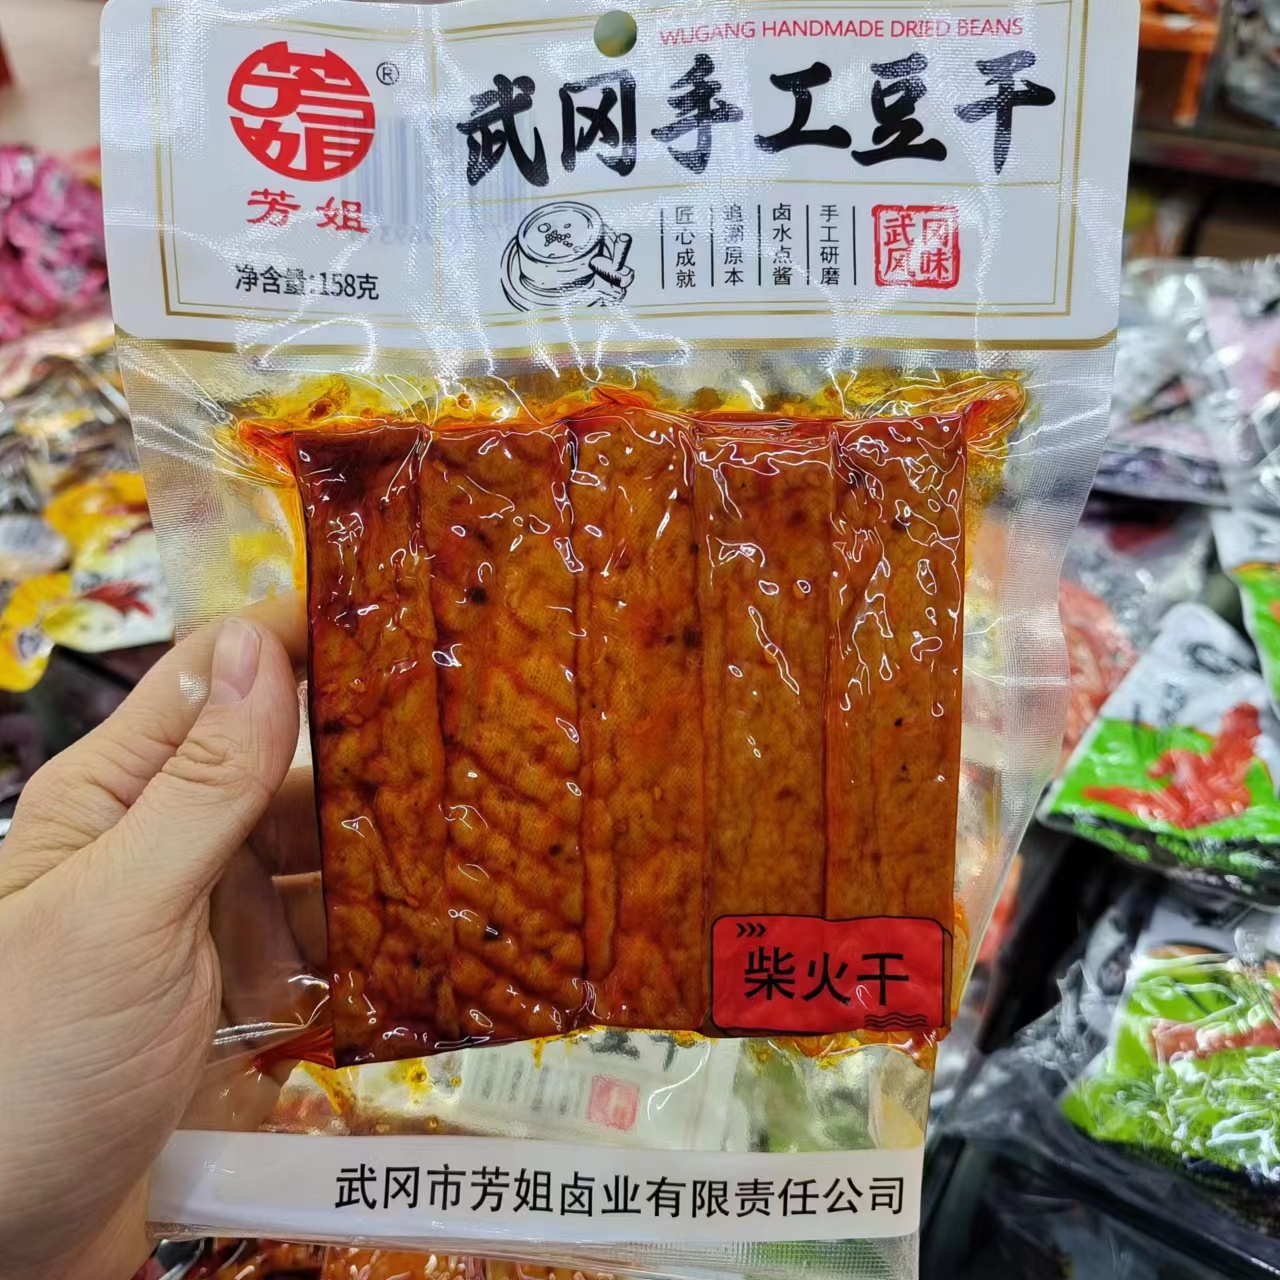 WUGANG HANDMADE DRIED BEANS
芳姐
®
武冈手工豆干
芳姐
净含量:158克
匠心成就
追溯原本
卤水点酱
手工研磨
武冈
风味
柴火干
武冈市芳姐卤业有限责任公司